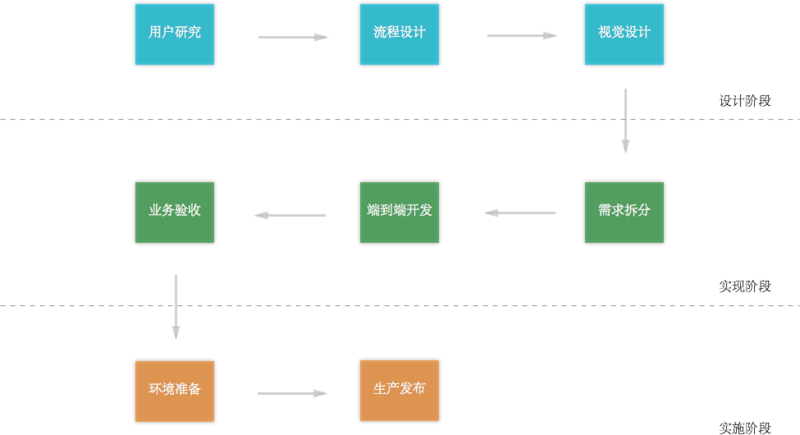 用户研究
流程设计
视觉设计
设计阶段
业务验收
端到端开发
需求拆分
实现阶段
环境准备
生产发布
实施阶段